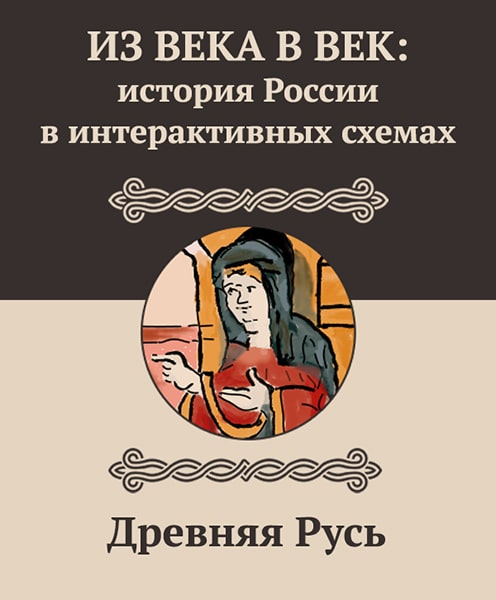 ИЗ ВЕКА В ВЕК:
история России
в интерактивных схемах
Древняя Русь